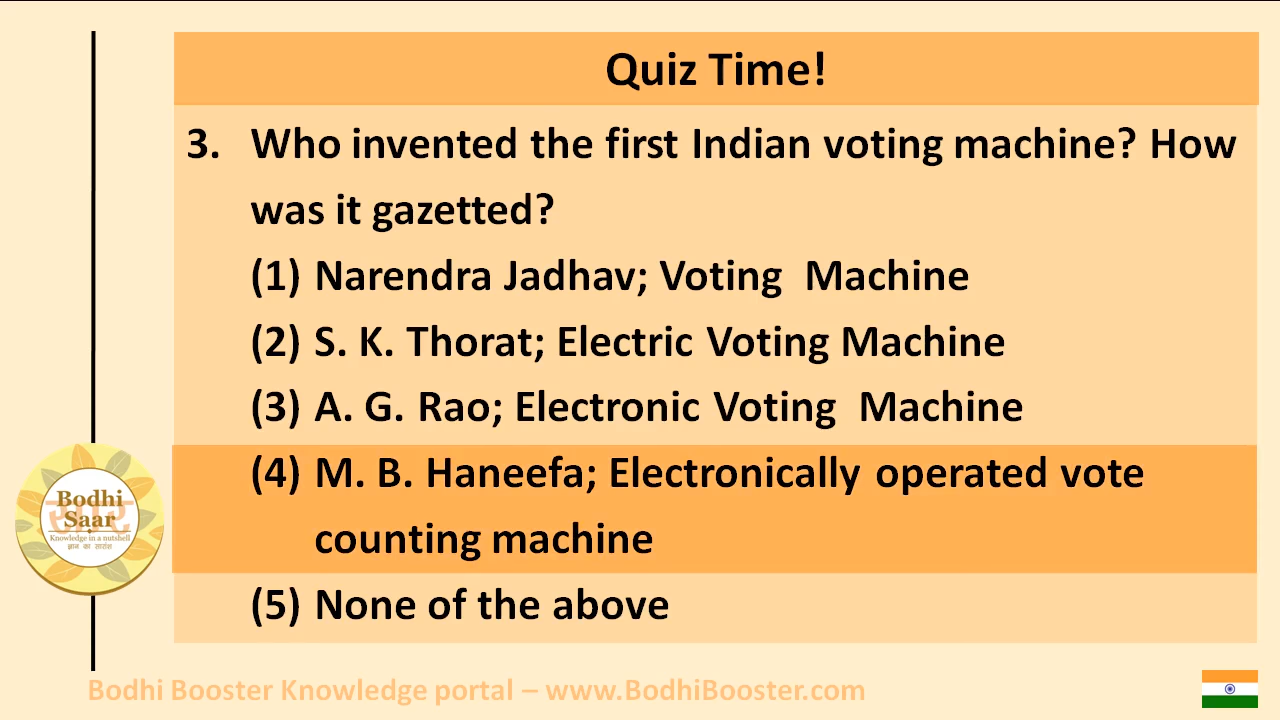 Quiz Time!
3. Who invented the first Indian voting machine? How
was it gazetted?
(1) Narendra Jadhav; Voting Machine
(2) S. K. Thorat; Electric Voting Machine
(3) A. G. Rao; Electronic Voting Machine
(4) M. B. Haneefa; Electronically operated vote
counting machine
(5) None of the above
Bodhi
Saar
Knowledge in a nutshell
ज्ञान का सारांश
Bodhi Booster Knowledge portal – www.BodhiBooster.com